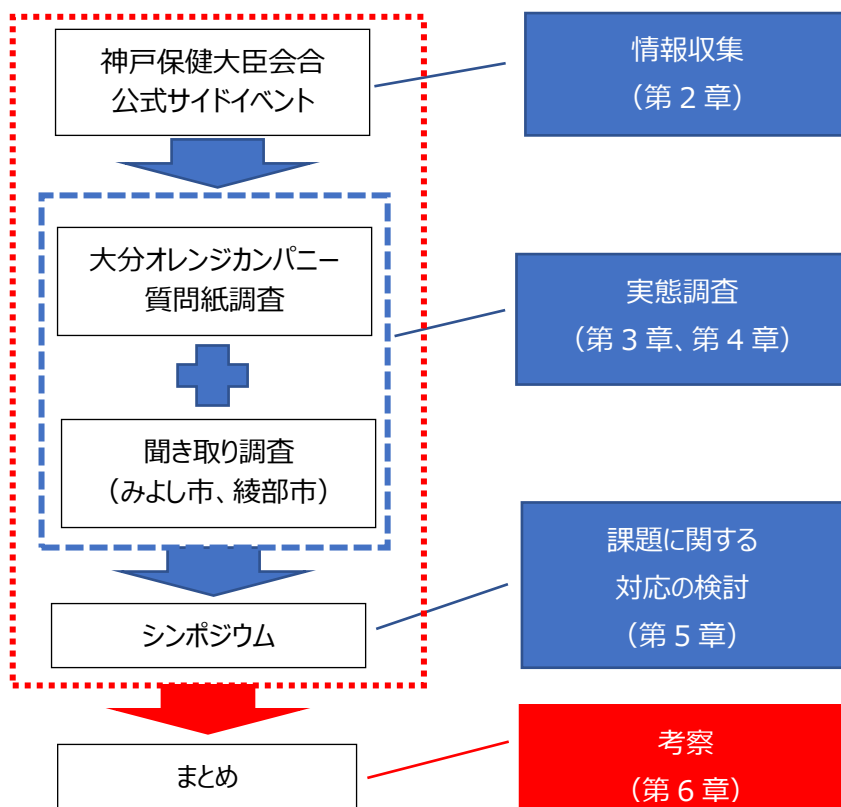 神戸保健大臣会合
公式サイドイベント
情報収集
（第２章）
大分オレンジカンパニー
質問紙調査
実態調査
（第３章、第４章）
聞き取り調査
（みよし市、綾部市）
シンポジウム
課題に関する
対応の検討
（第５章）
まとめ
考察
（第６章）